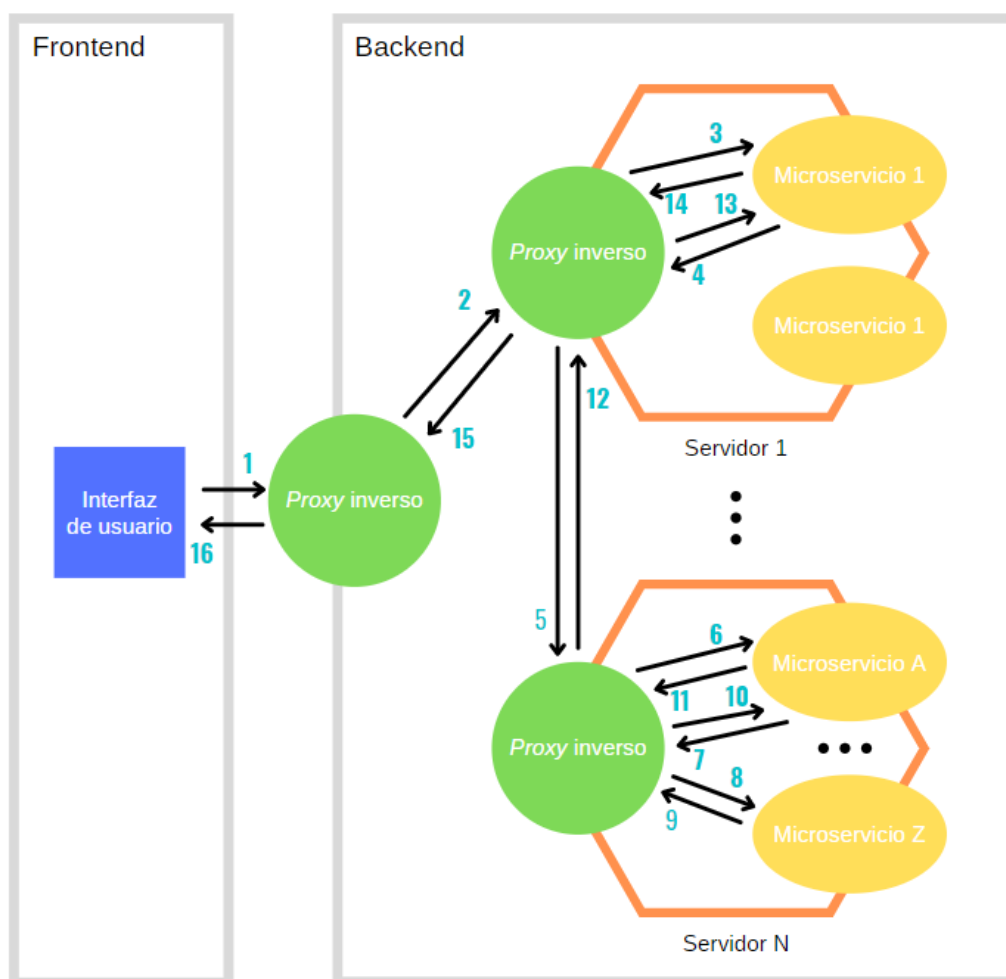 Frontend
Backend
3
Microservicio 1
14
13
Proxy inverso
4
2
Microservicio 1
12
15
Servidor 1
1
Interfaz
de usuario
Proxy inverso
16
5
6
Microservicio A
11
10
Proxy inverso
7
8
9
Microservicio Z
Servidor N